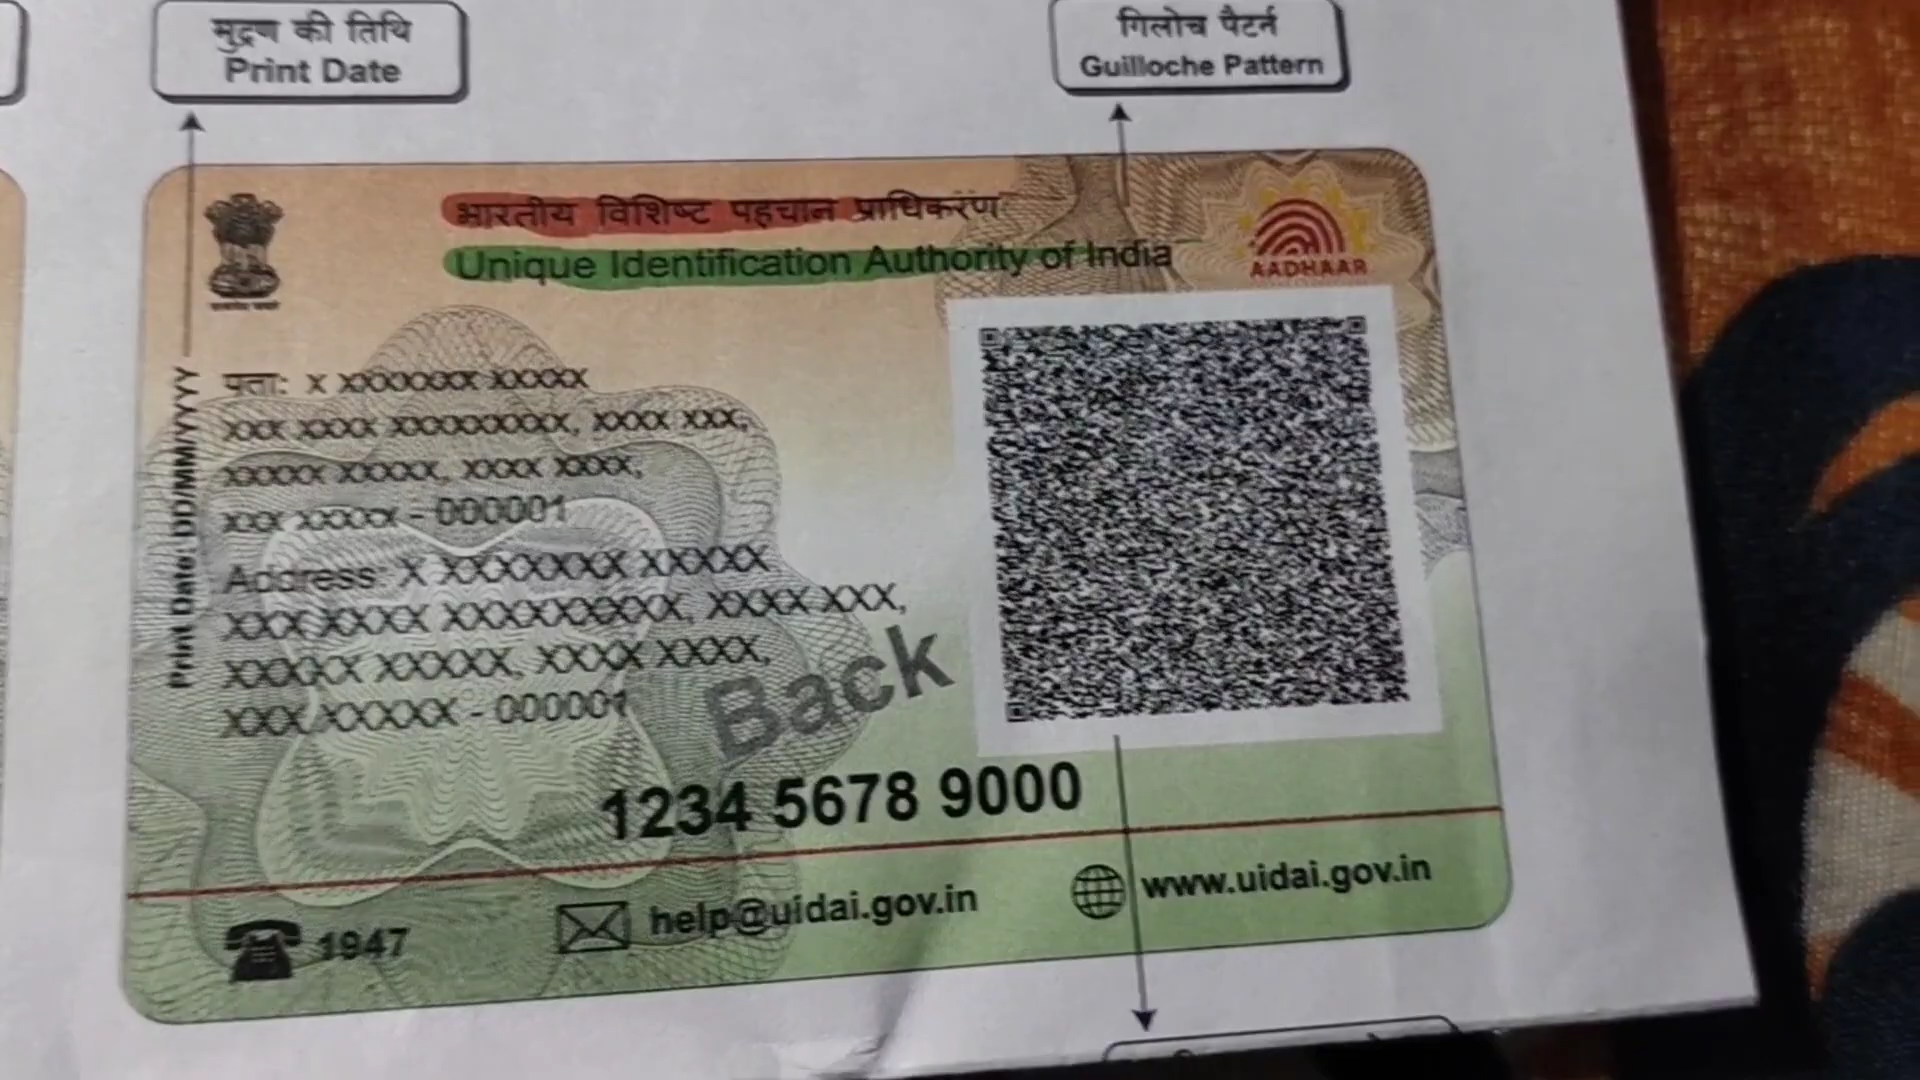 मुद्रण की तिथि
Print Date
गिलोच पैटर्न
Guilloche Pattern
भारतीय विशिष्ट पहचान प्राधिकरण
Unique Identification Authority of India
AADHAAR
Print Date: DD/MM/YYYY
पता: X XXXXXXX XXXXX
XXX XXXX XXXXXXXXX, XXXX XXX,
XXXXX XXXXX, XXXX XXXX,
XXX XXXXX - 000001
Address: X XXXXXXXX XXXXX
XXX XXXX XXXXXXXXX, XXXX XXX,
XXXXX XXXXX, XXXX XXXX,
XXX XXXXX - 000001
Back
1234 5678 9000
1947
help@uidai.gov.in
www.uidai.gov.in